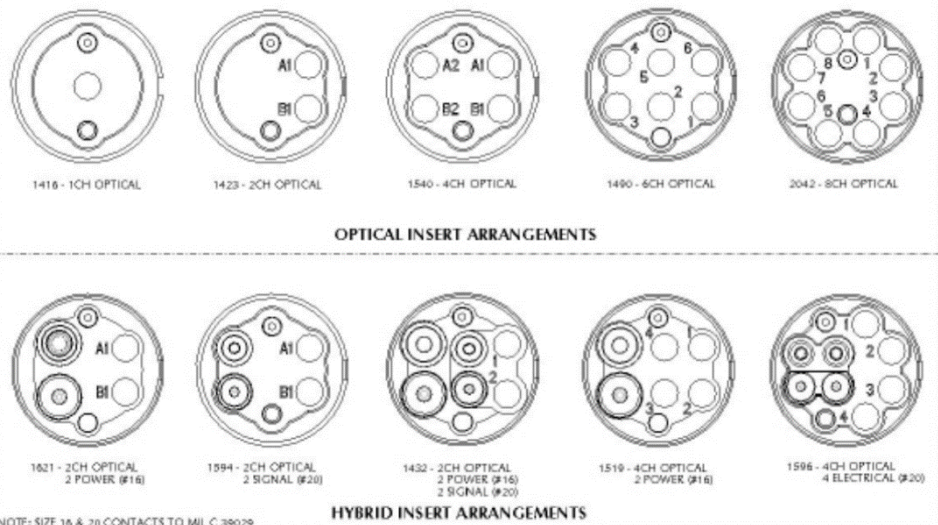 A1
B1
A2 A1
B2 B1
4 6
5
2
3 1
8 1
7 2
6 3
5 4
1416 - 1CH OPTICAL
1423 - 2CH OPTICAL
1540 - 4CH OPTICAL
1490 - 6CH OPTICAL
2042 - 8CH OPTICAL
OPTICAL INSERT ARRANGEMENTS
A1
B1
A1
B1
1
2
4 1
3 2
1
2
3
4
1621 - 2CH OPTICAL
2 POWER (#16)
1594 - 2CH OPTICAL
2 SIGNAL (#20)
1432 - 2CH OPTICAL
2 POWER (#16)
2 SIGNAL (#20)
1519 - 4CH OPTICAL
2 POWER (#16)
1596 - 4CH OPTICAL
4 ELECTRICAL (#20)
HYBRID INSERT ARRANGEMENTS
NOTE: SIZE 16 & 20 CONTACTS TO MIL C 39029